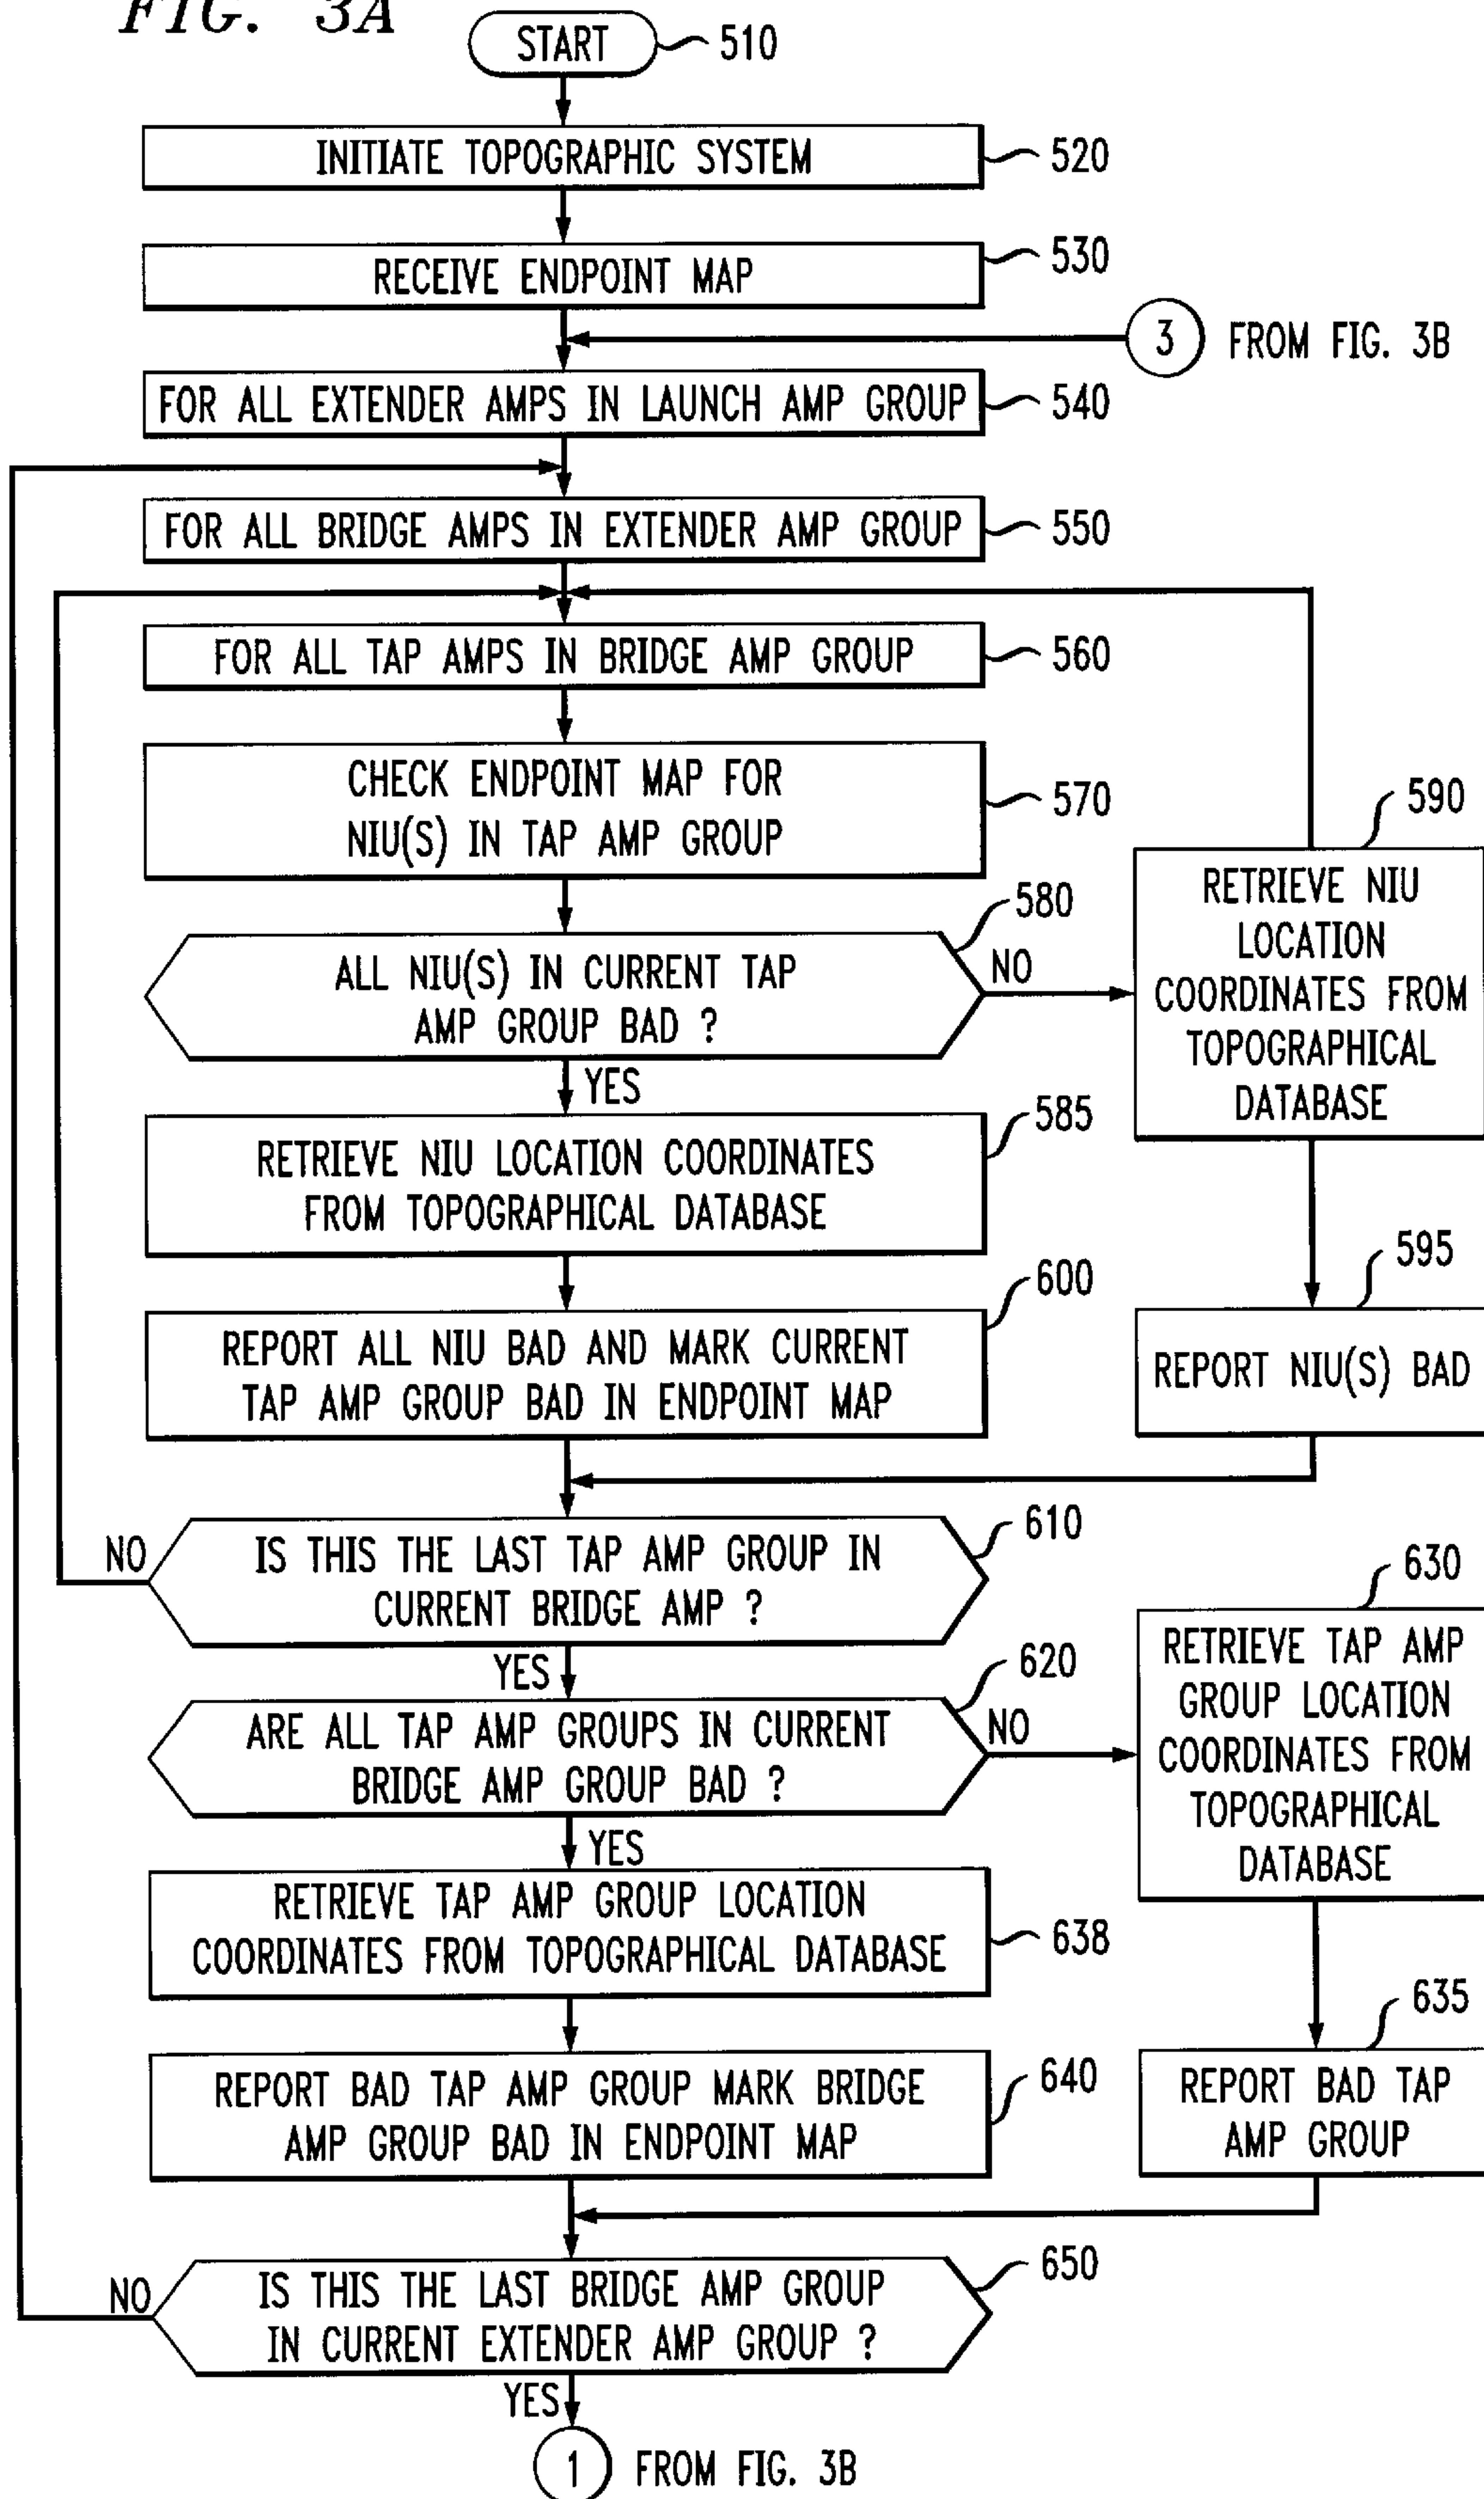 FIG. 3A
START
510
INITIATE TOPOGRAPHIC SYSTEM
520
RECEIVE ENDPOINT MAP
530
3
FROM FIG. 3B
FOR ALL EXTENDER AMPS IN LAUNCH AMP GROUP
540
FOR ALL BRIDGE AMPS IN EXTENDER AMP GROUP
550
FOR ALL TAP AMPS IN BRIDGE AMP GROUP
560
CHECK ENDPOINT MAP FOR
NIU(S) IN TAP AMP GROUP
570
580
ALL NIU(S) IN CURRENT TAP
AMP GROUP BAD ?
NO
590
RETRIEVE NIU
LOCATION
COORDINATES FROM
TOPOGRAPHICAL
DATABASE
YES
585
RETRIEVE NIU LOCATION COORDINATES
FROM TOPOGRAPHICAL DATABASE
595
REPORT NIU(S) BAD
600
REPORT ALL NIU BAD AND MARK CURRENT
TAP AMP GROUP BAD IN ENDPOINT MAP
610
NO
IS THIS THE LAST TAP AMP GROUP IN
CURRENT BRIDGE AMP ?
YES
620
ARE ALL TAP AMP GROUPS IN CURRENT
BRIDGE AMP GROUP BAD ?
NO
630
RETRIEVE TAP AMP
GROUP LOCATION
COORDINATES FROM
TOPOGRAPHICAL
DATABASE
YES
RETRIEVE TAP AMP GROUP LOCATION
COORDINATES FROM TOPOGRAPHICAL DATABASE
638
635
REPORT BAD TAP
AMP GROUP
REPORT BAD TAP AMP GROUP MARK BRIDGE
AMP GROUP BAD IN ENDPOINT MAP
640
650
NO
IS THIS THE LAST BRIDGE AMP GROUP
IN CURRENT EXTENDER AMP GROUP ?
YES
1
FROM FIG. 3B